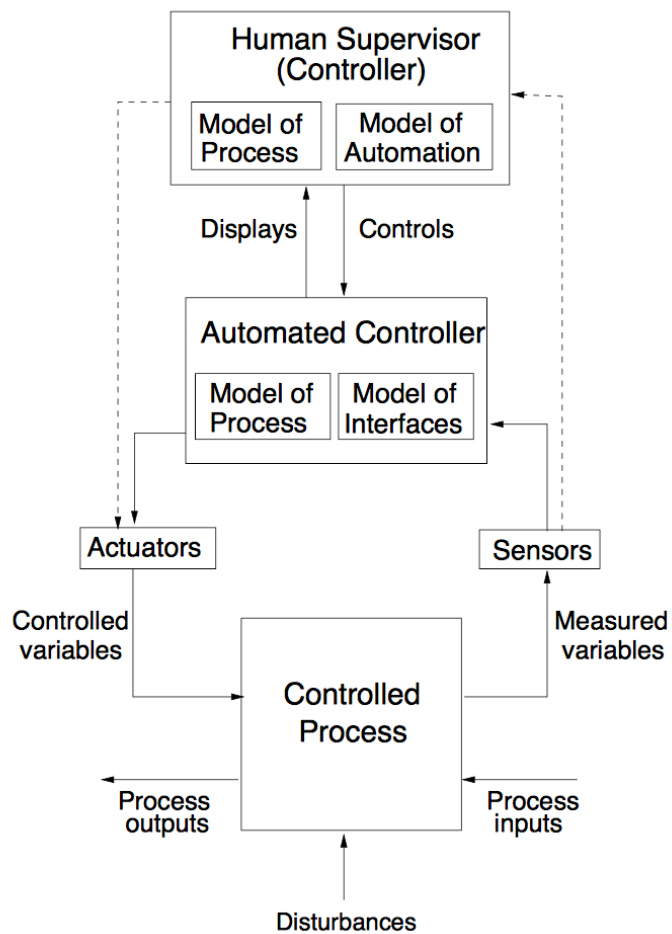 Human Supervisor
(Controller)
Model of
Process
Model of
Automation
Displays
Controls
Automated Controller
Model of
Process
Model of
Interfaces
Actuators
Sensors
Controlled
variables
Measured
variables
Controlled
Process
Process
outputs
Process
inputs
Disturbances